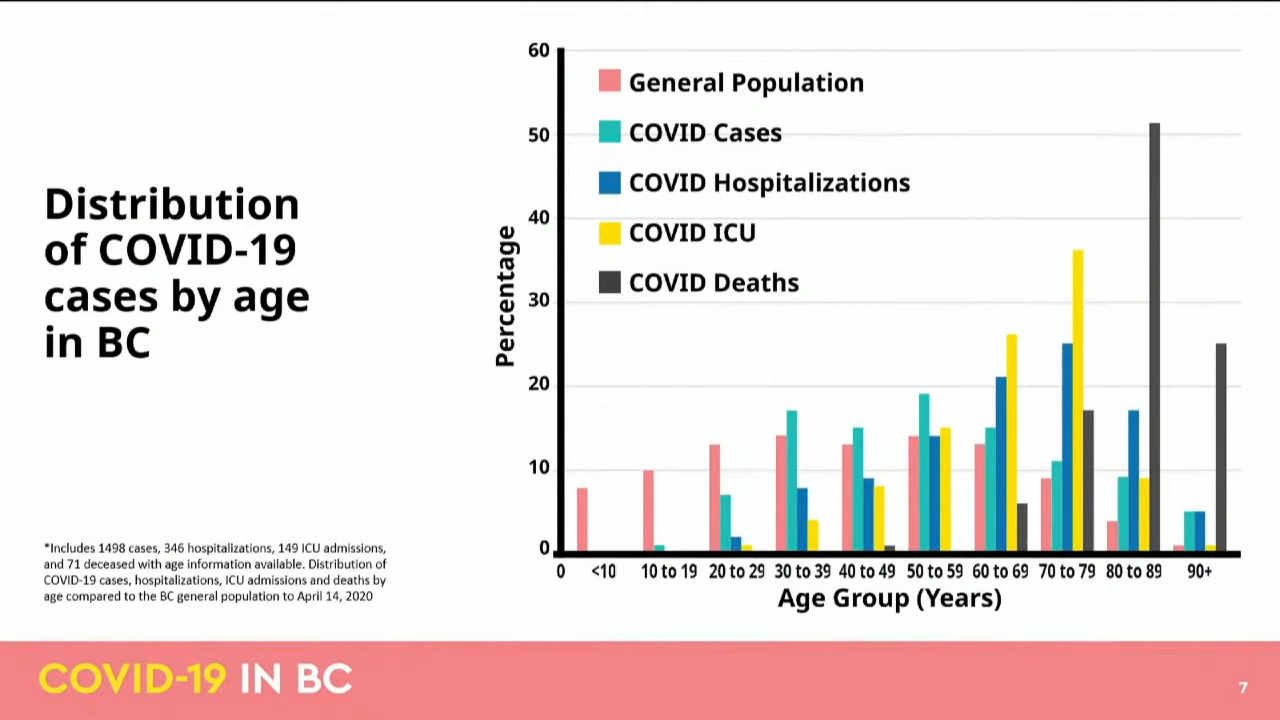 Distribution
of COVID-19
cases by age
in BC
*Includes 1498 cases, 346 hospitalizations, 149 ICU admissions,
and 71 deceased with age information available. Distribution of
COVID-19 cases, hospitalizations, ICU admissions and deaths by
age compared to the BC general population to April 14, 2020
General Population
COVID Cases
COVID Hospitalizations
COVID ICU
COVID Deaths
Percentage
60
50
40
30
20
10
0
0 <10 10 to 19 20 to 29 30 to 39 40 to 49 50 to 59 60 to 69 70 to 79 80 to 89 90+
Age Group (Years)
COVID-19 IN BC
7